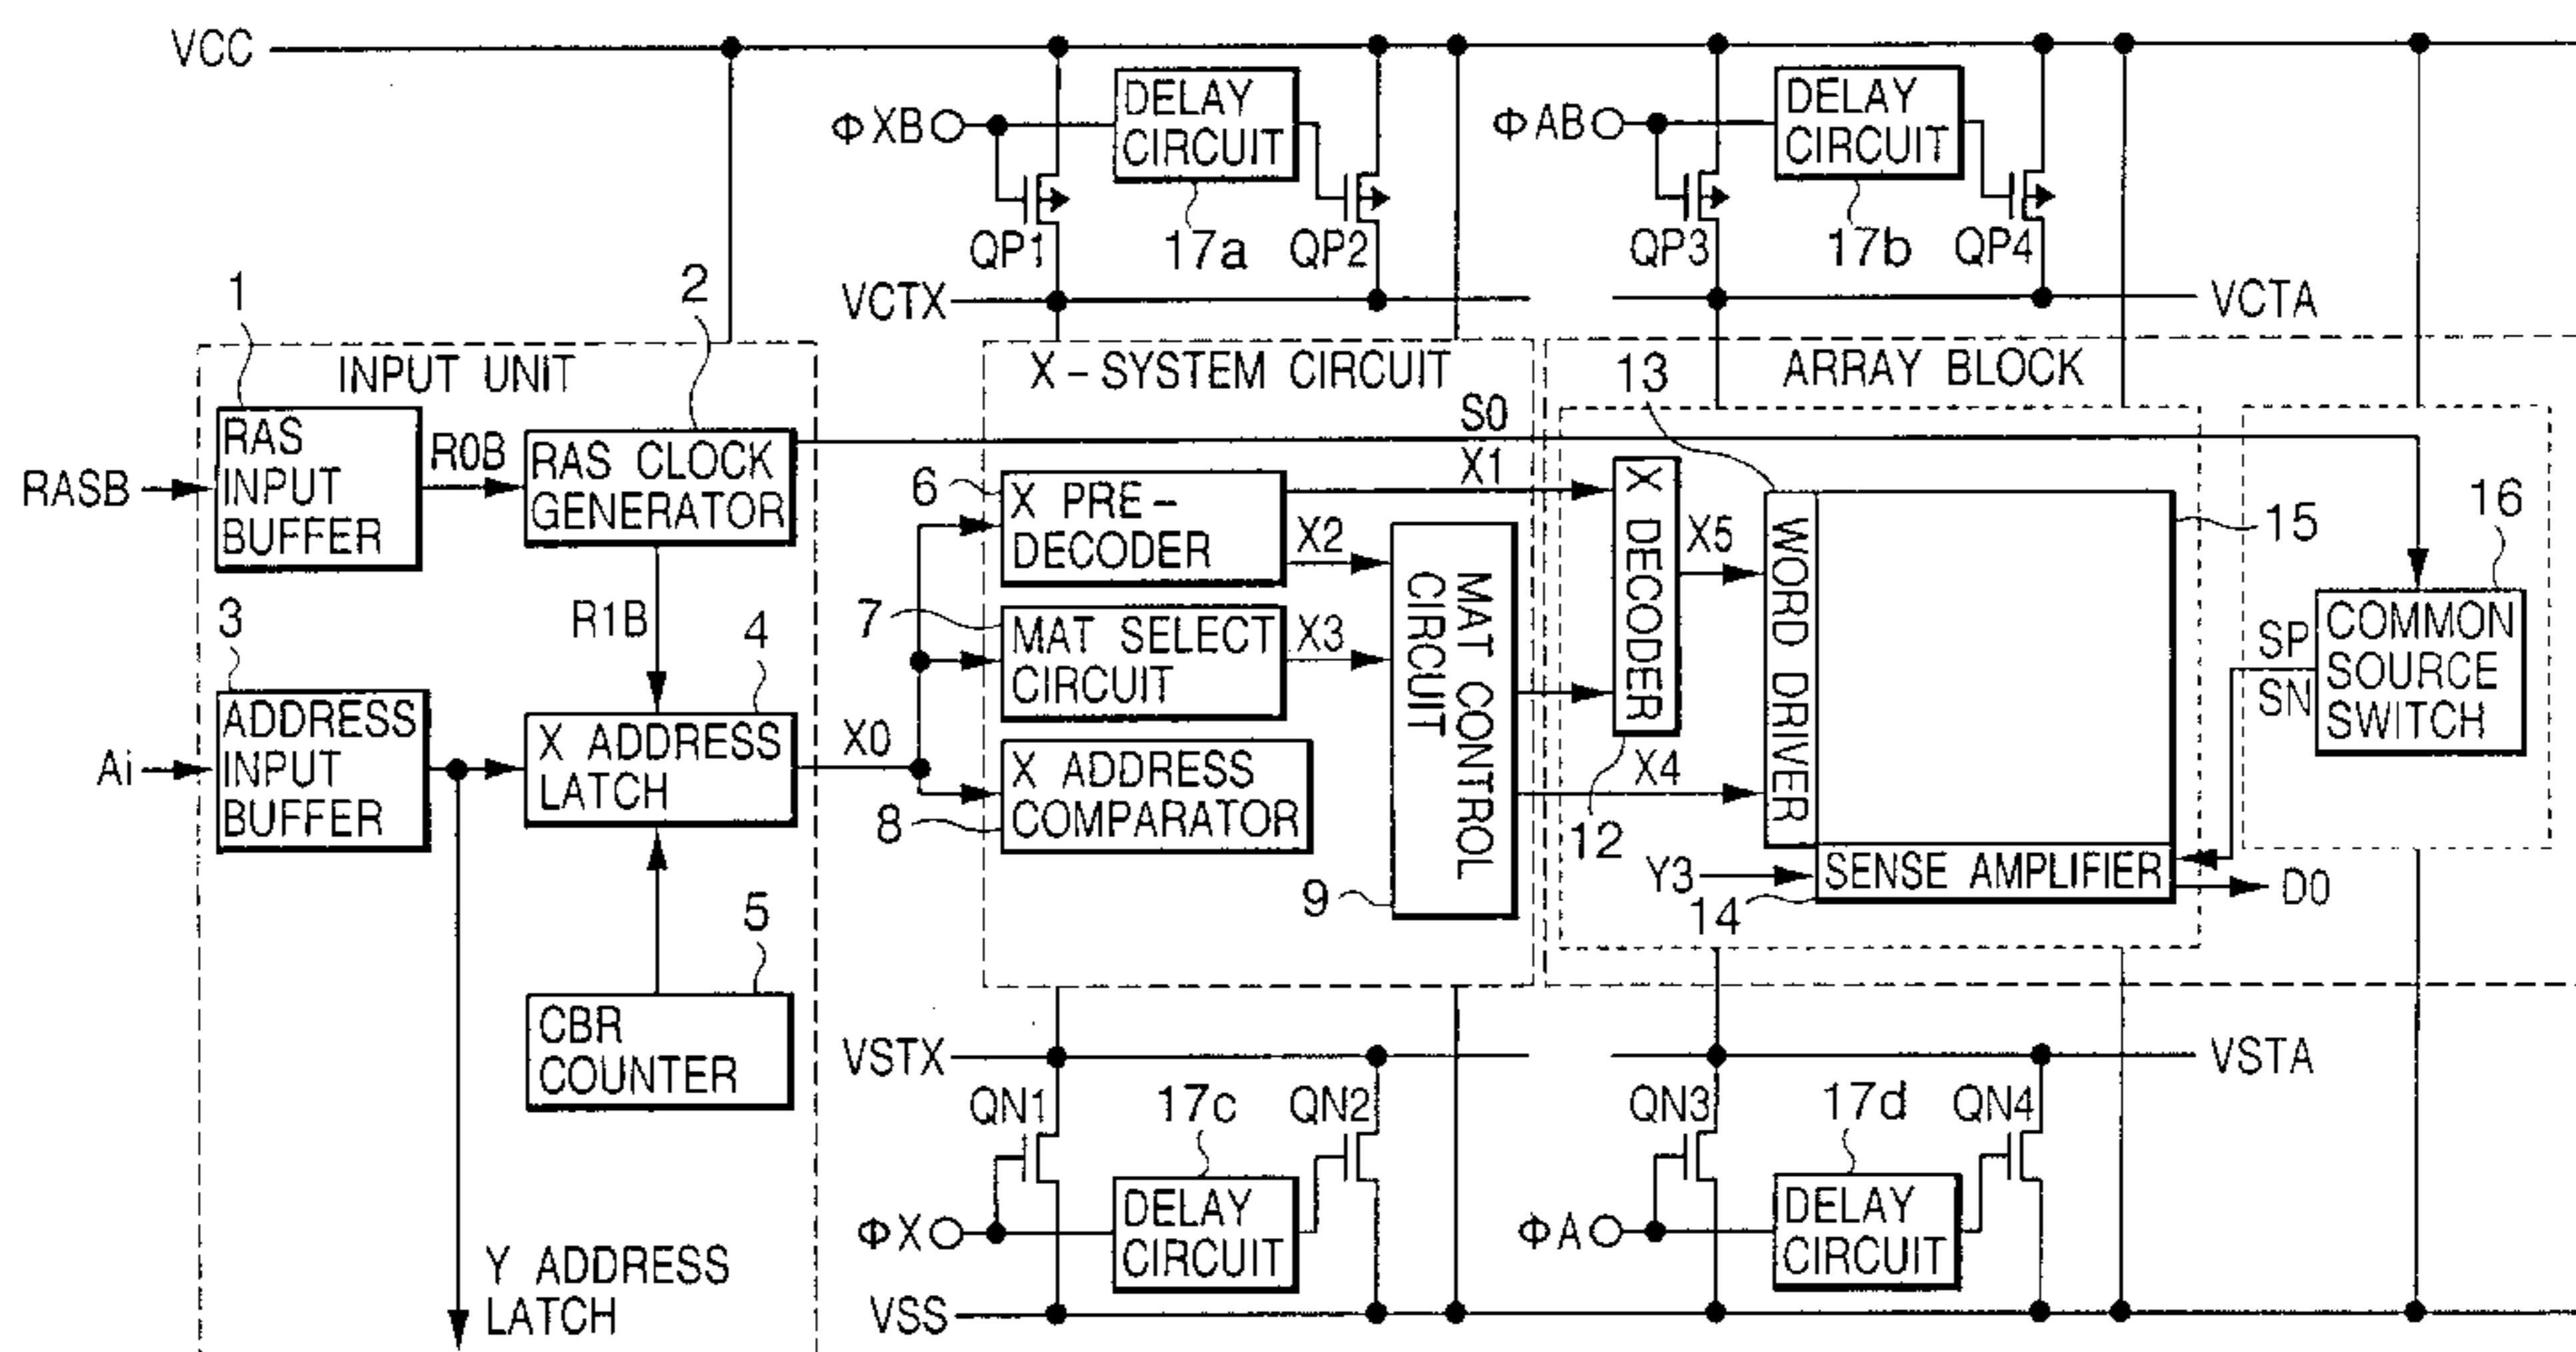 VCC
ΦXB
DELAY
CIRCUIT
ΦAB
DELAY
CIRCUIT
QP1
17a
QP2
QP3
17b
QP4
1
2
VCTX
VCTA
INPUT UNIT
X-SYSTEM CIRCUIT
13
ARRAY BLOCK
RASB
RAS
INPUT
BUFFER
R0B
RAS CLOCK
GENERATOR
S0
X1
6
X PRE-
DECODER
X2
X DECODER
X5
WORD DRIVER
15
16
R1B
7
MAT SELECT
CIRCUIT
X3
MAT CONTROL
CIRCUIT
SP
SN
COMMON
SOURCE
SWITCH
3
4
Ai
ADDRESS
INPUT
BUFFER
X ADDRESS
LATCH
X0
8
X ADDRESS
COMPARATOR
12
X4
Y3
SENSE AMPLIFIER
D0
9
14
5
CBR
COUNTER
VSTX
VSTA
QN1
17c
QN2
QN3
17d
QN4
ΦX
DELAY
CIRCUIT
ΦA
DELAY
CIRCUIT
Y ADDRESS
LATCH
VSS